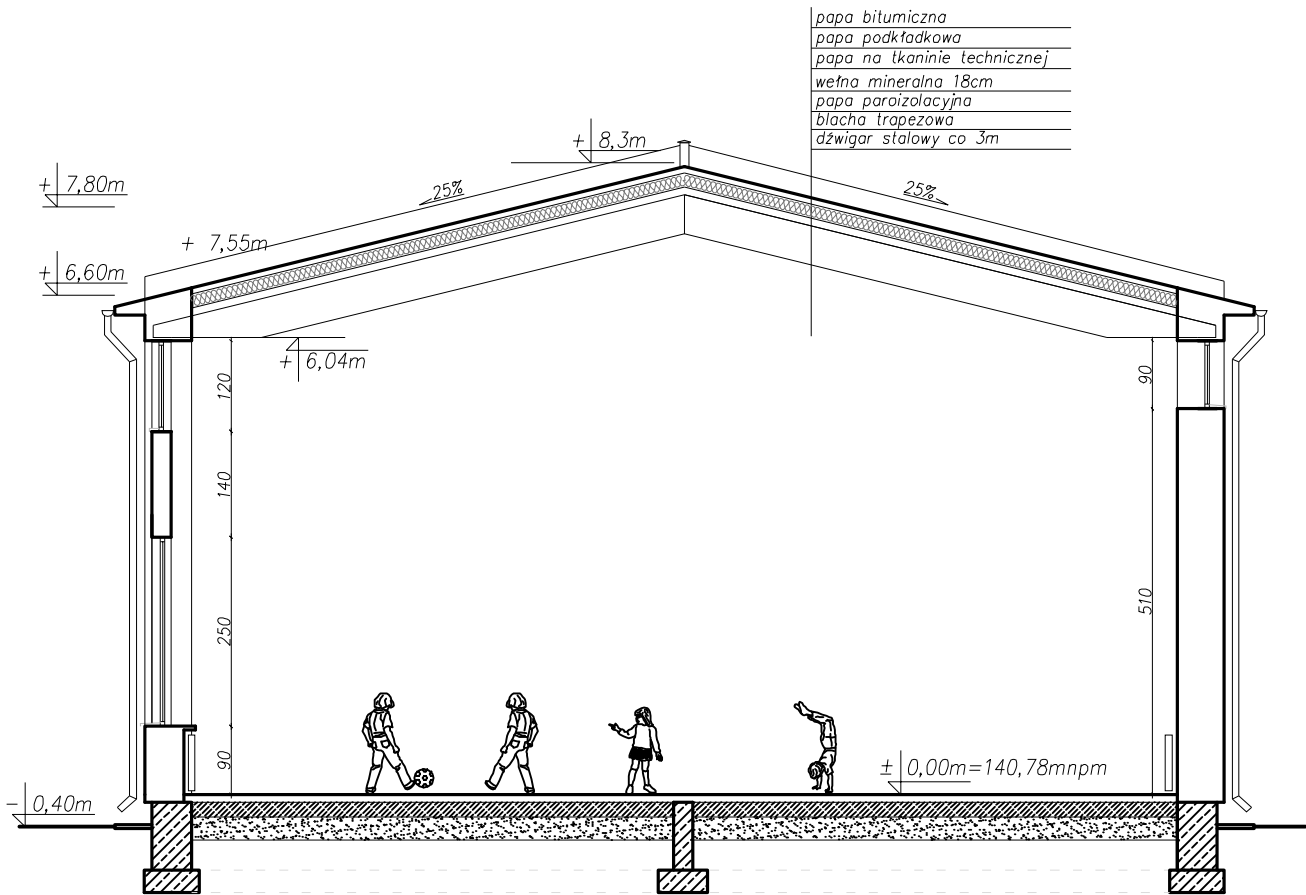 papa bitumiczna
papa podkładkowa
papa na tkaninie technicznej
wełna mineralna 18cm
papa paroizolacyjna
blacha trapezowa
dźwigar stalowy co 3m
+ 8,3m
+ 7,80m
25%
25%
+ 7,55m
+ 6,60m
+ 6,04m
120
90
140
250
510
90
± 0,00m=140,78mnpm
- 0,40m